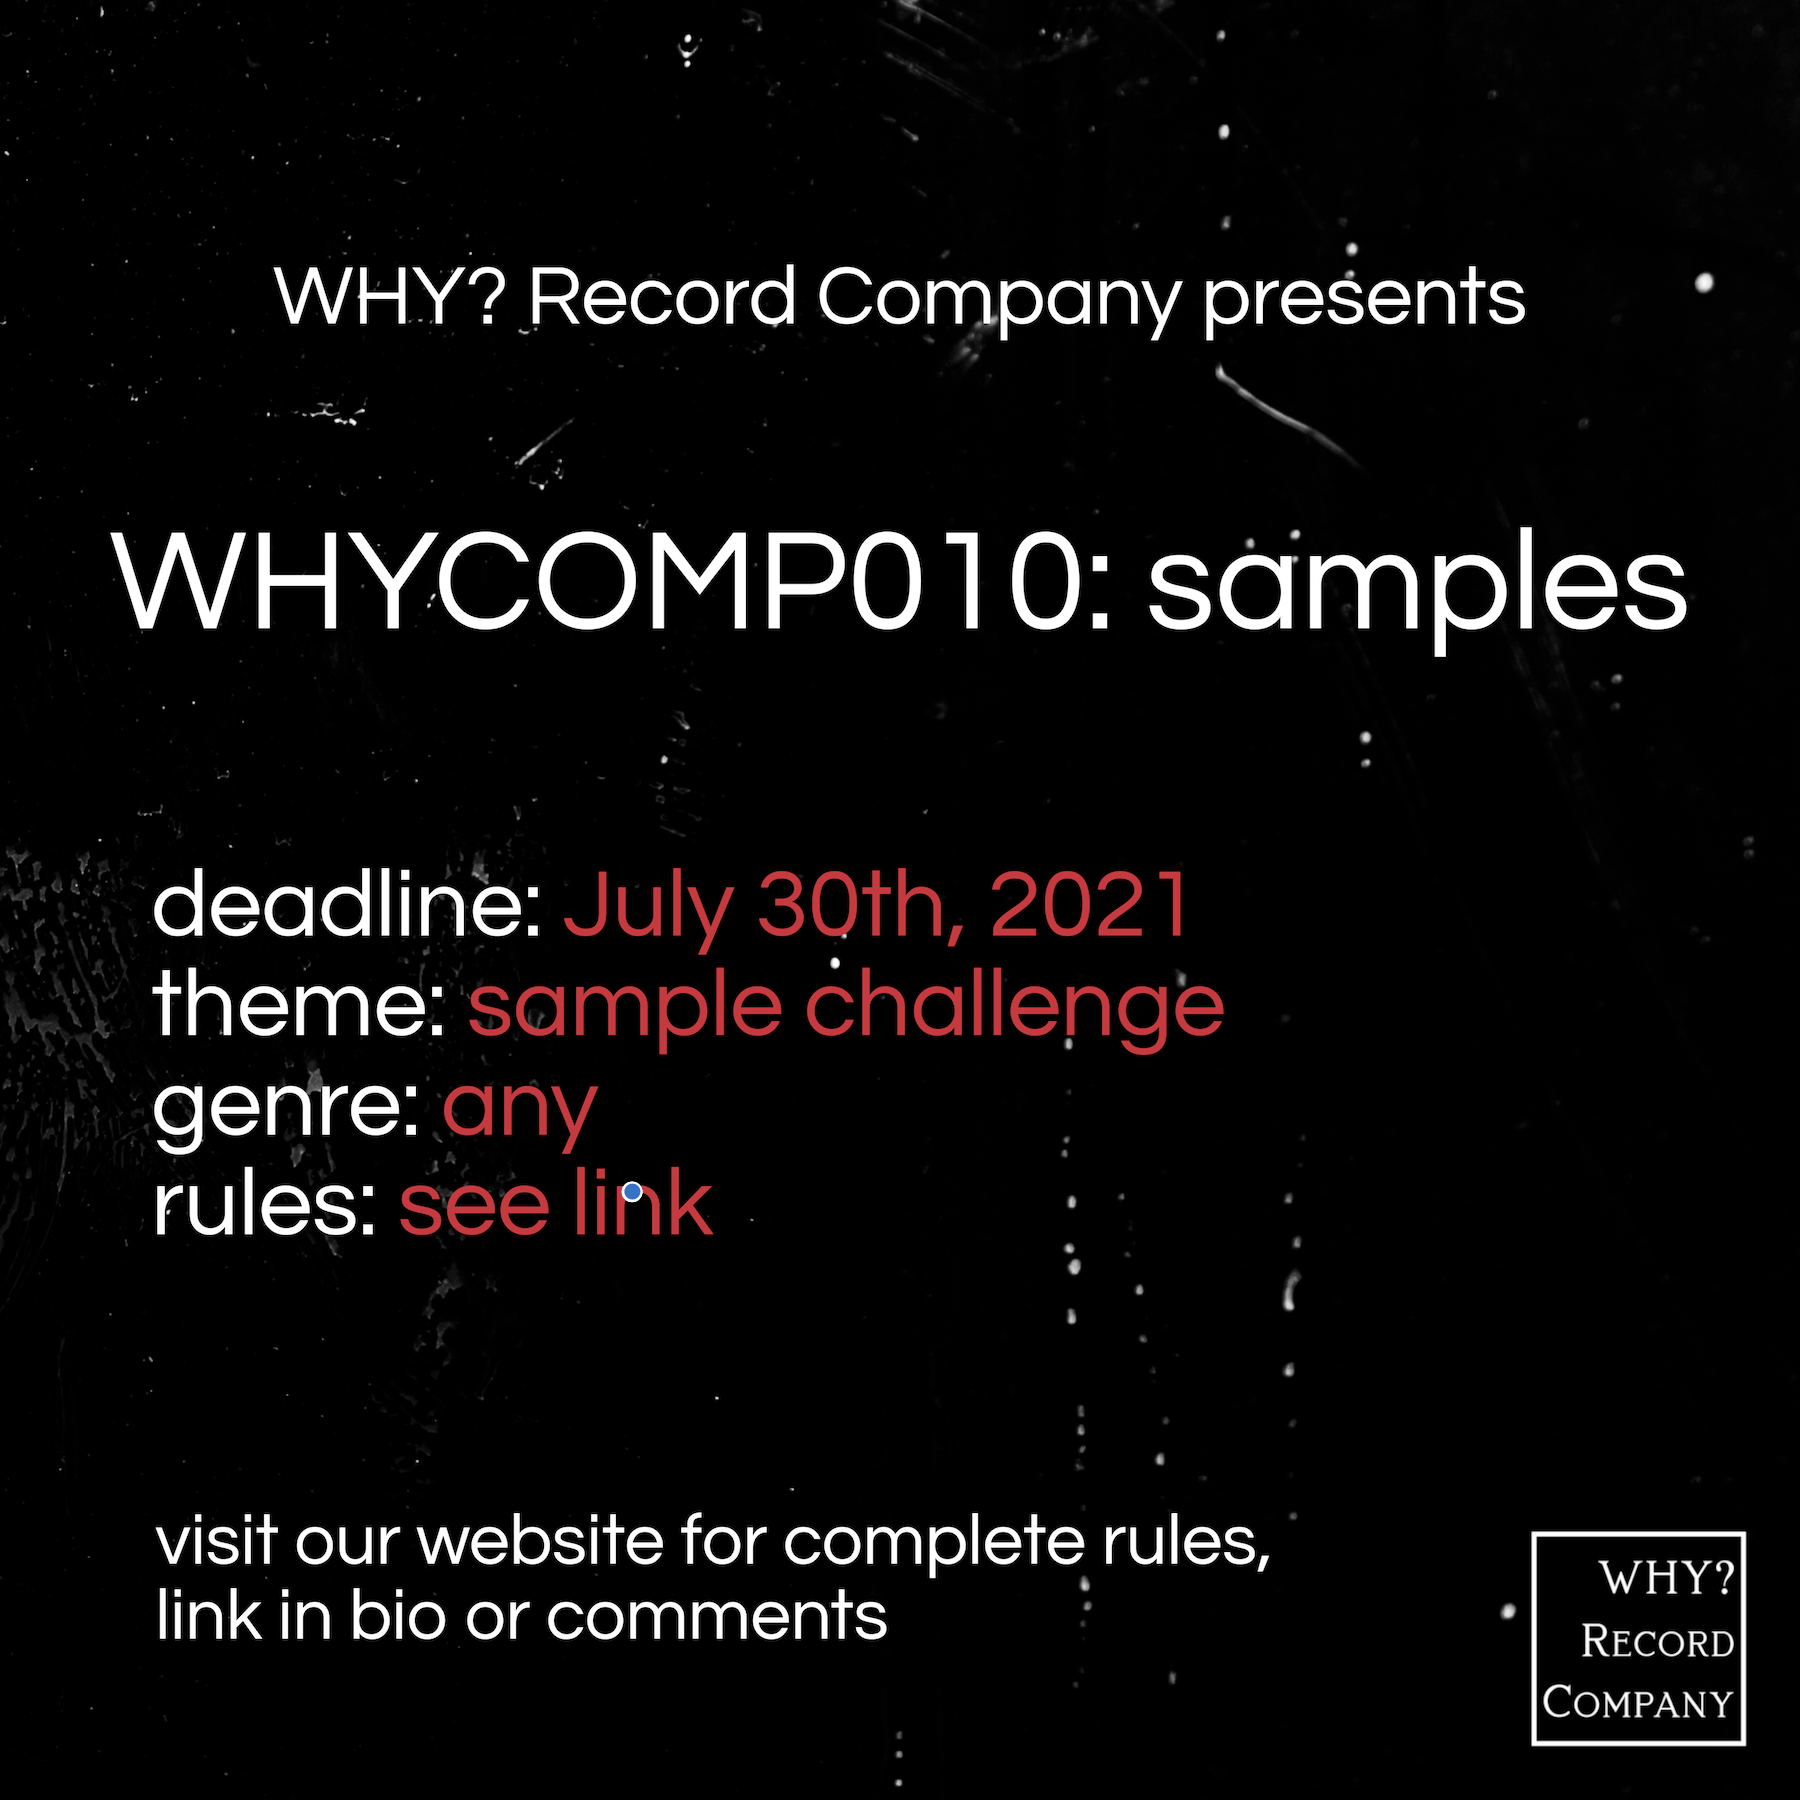 WHY? Record Company presents
WHYCOMP010: samples
deadline: July 30th, 2021
theme: sample challenge
genre: any
rules: see link
visit our website for complete rules,
link in bio or comments
WHY?
RECORD
COMPANY